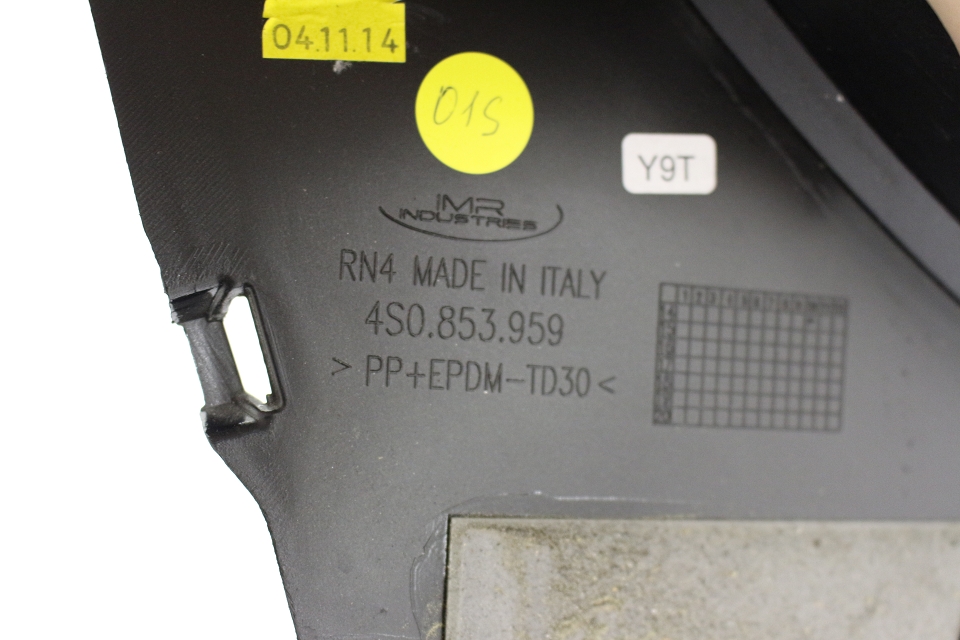 04.11.14
01S
Y9T
IMR
INDUSTRIES
RN4 MADE IN ITALY
4S0.853.959
> PP+EPDM-TD30 <